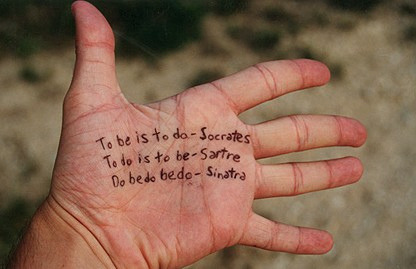 To be is to do - Socrates
To do is to be - Sartre
Do be do be do - Sinatra